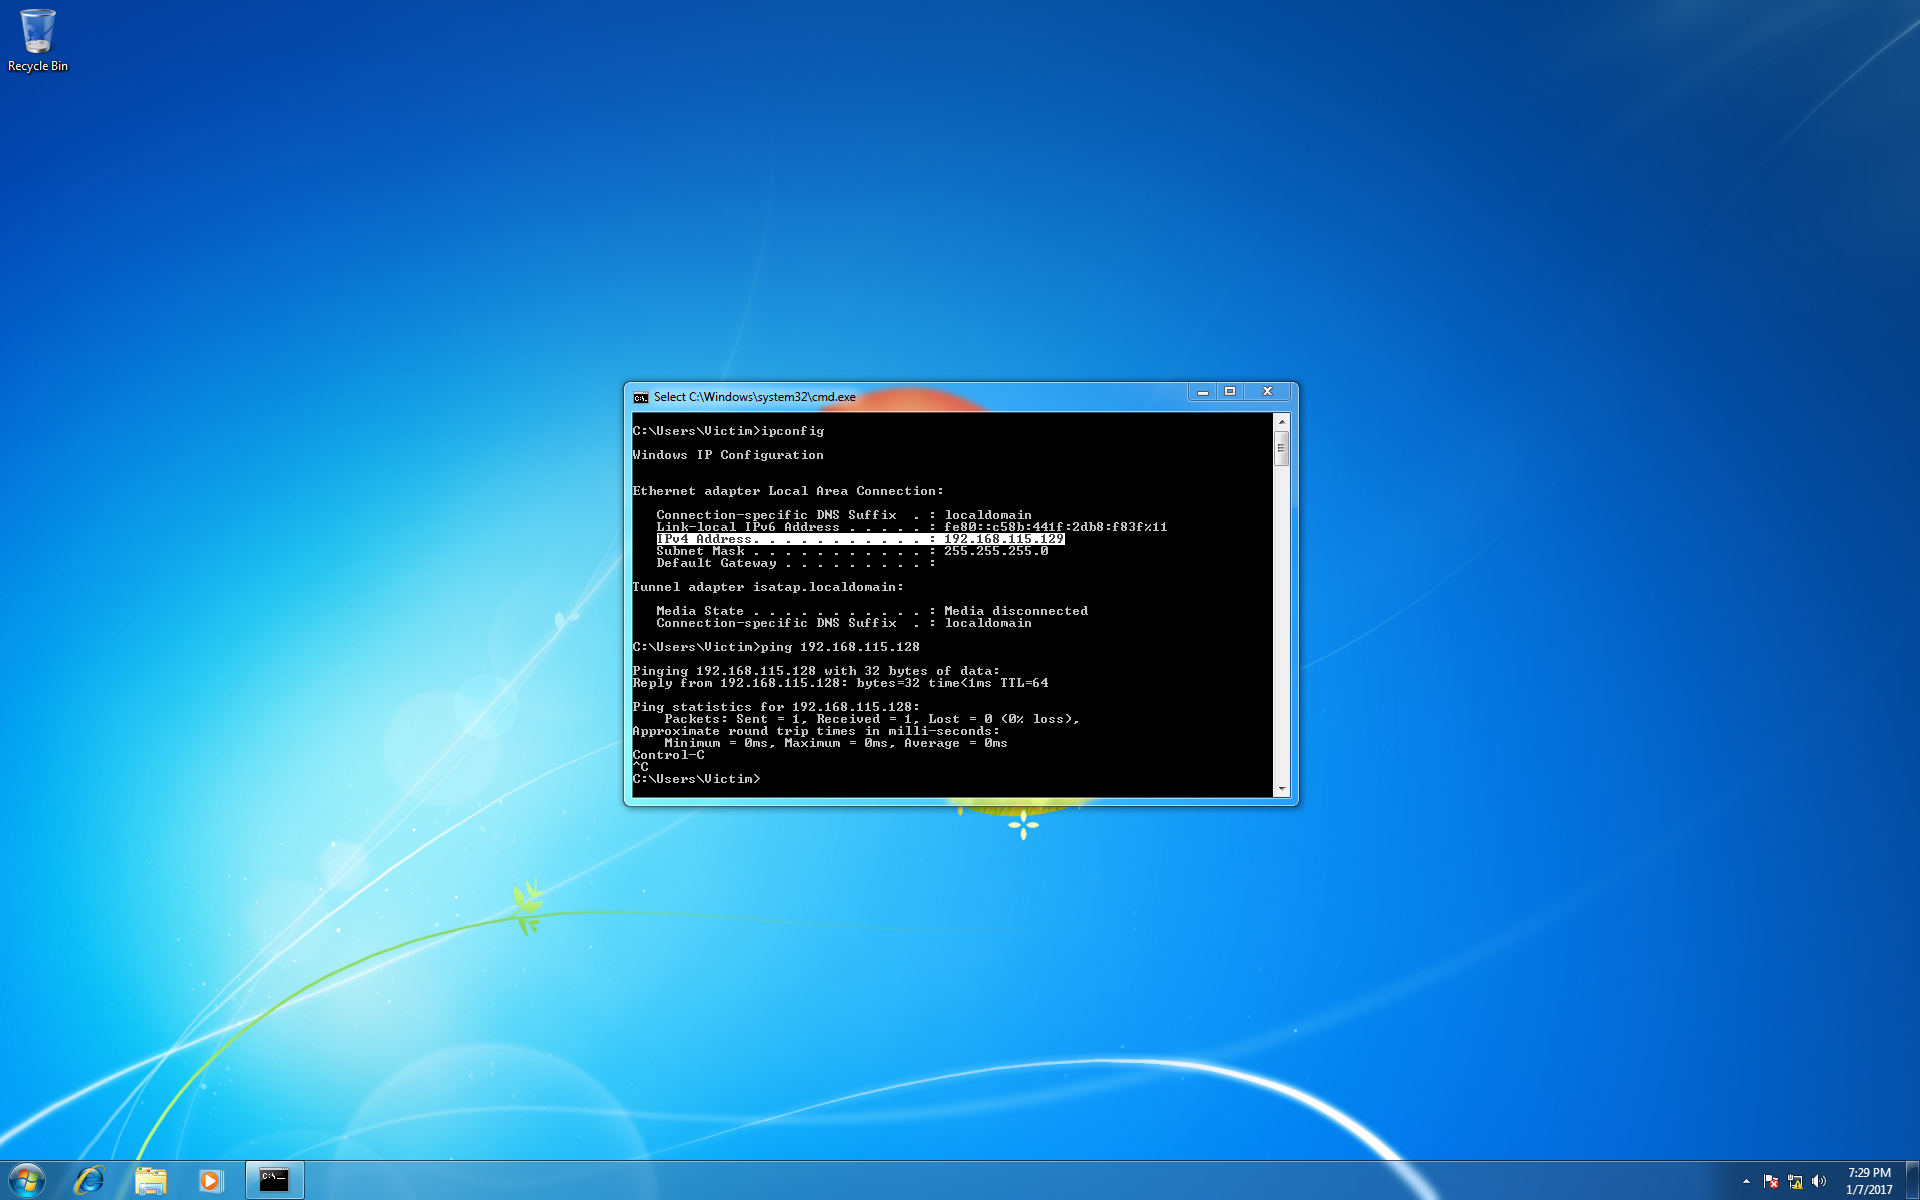 Recycle Bin
Select C:\Windows\system32\cmd.exe
C:\Users\Victim>ipconfig
Windows IP Configuration
Ethernet adapter Local Area Connection:
Connection-specific DNS Suffix  . : localdomain
Link-local IPv6 Address . . . . . : fe80::c58b:441f:2db8:f83f%11
IPv4 Address. . . . . . . . . . . : 192.168.115.129
Subnet Mask . . . . . . . . . . . : 255.255.255.0
Default Gateway . . . . . . . . . :
Tunnel adapter isatap.localdomain:
Media State . . . . . . . . . . . : Media disconnected
Connection-specific DNS Suffix  . : localdomain
C:\Users\Victim>ping 192.168.115.128
Pinging 192.168.115.128 with 32 bytes of data:
Reply from 192.168.115.128: bytes=32 time<1ms TTL=64
Ping statistics for 192.168.115.128:
Packets: Sent = 1, Received = 1, Lost = 0 (0% loss),
Approximate round trip times in milli-seconds:
Minimum = 0ms, Maximum = 0ms, Average = 0ms
Control-C
^C
C:\Users\Victim>
7:29 PM
1/7/2017